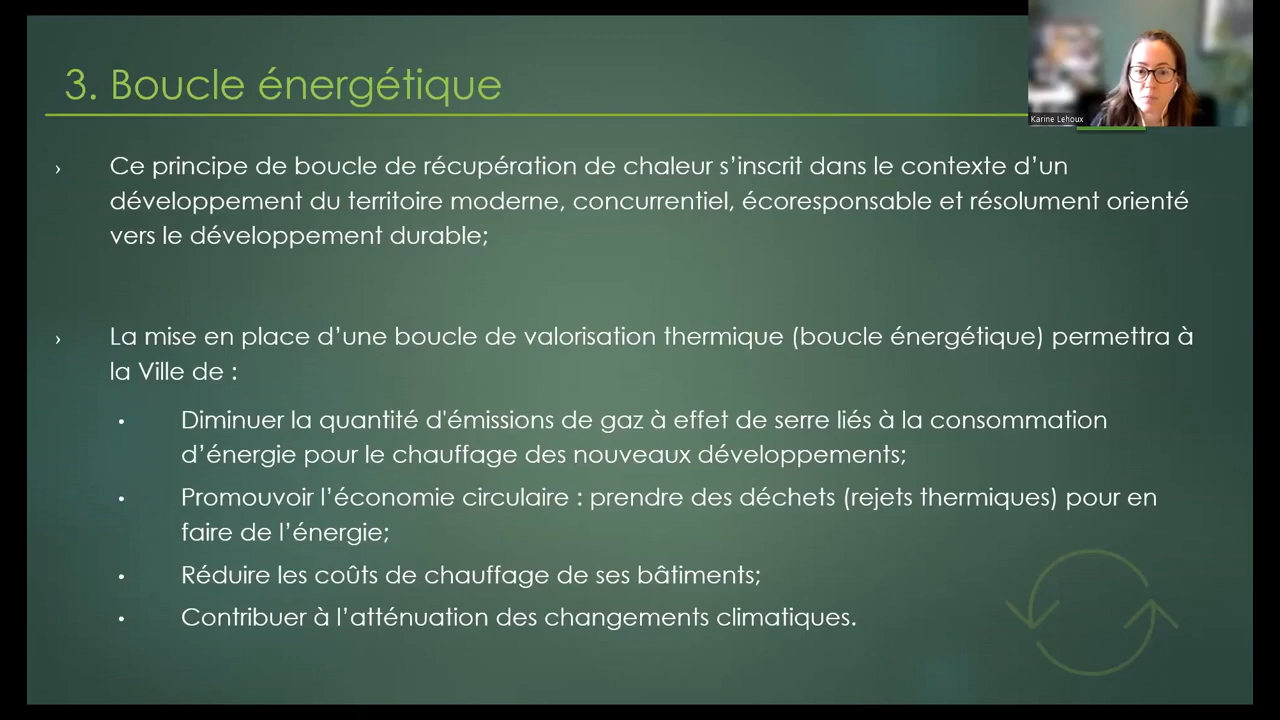 3. Boucle énergétique
Karine Lehoux
Ce principe de boucle de récupération de chaleur s’inscrit dans le contexte d’un
développement du territoire moderne, concurrentiel, écoresponsable et résolument orienté
vers le développement durable;
La mise en place d’une boucle de valorisation thermique (boucle énergétique) permettra à
la Ville de :
• Diminuer la quantité d'émissions de gaz à effet de serre liés à la consommation
d’énergie pour le chauffage des nouveaux développements;
• Promouvoir l’économie circulaire : prendre des déchets (rejets thermiques) pour en
faire de l’énergie;
• Réduire les coûts de chauffage de ses bâtiments;
• Contribuer à l’atténuation des changements climatiques.